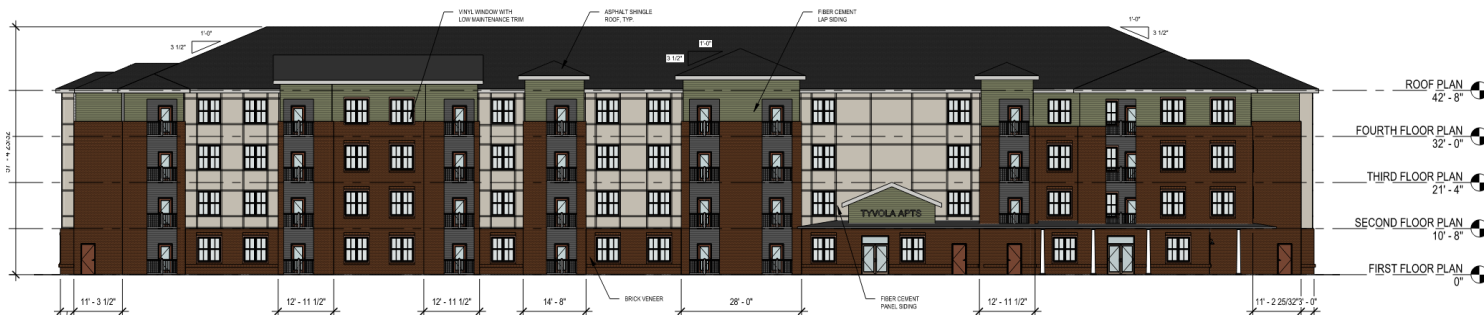 VINYL WINDOW WITH
LOW MAINTENANCE TRIM
ASPHALT SHINGLE
ROOF, TYP.
FIBER CEMENT
LAP SIDING
1'-0"
3 1/2"
1'-0"
3 1/2"
1'-0"
3 1/2"
ROOF PLAN
42' - 8"
FOURTH FLOOR PLAN
32' - 0"
THIRD FLOOR PLAN
21' - 4"
SECOND FLOOR PLAN
10' - 8"
FIRST FLOOR PLAN
0"
TYVOLA APTS
11' - 3 1/2"
12' - 11 1/2"
12' - 11 1/2"
14' - 8"
BRICK VENEER
28' - 0"
FIBER CEMENT
PANEL SIDING
12' - 11 1/2"
11' - 2 25/32"
3' - 0"